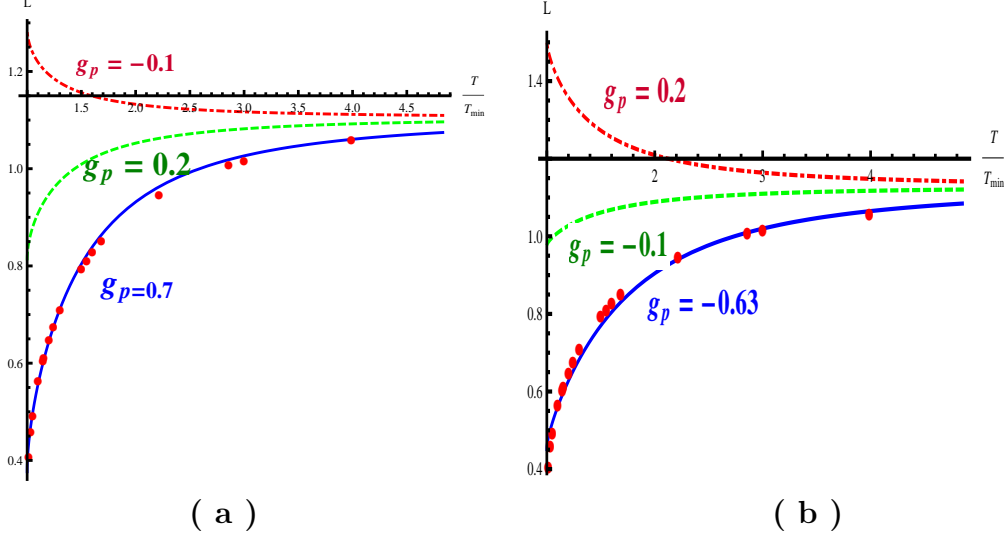 L
1.2
g_p = −0.1
T
T_min
1.5
2.0
2.5
3.0
4.0
4.5
1.0
g_p = 0.2
0.8
g_p=0.7
0.6
0.4
( a )
L
1.4
g_p = 0.2
T
T_min
2
3
4
1.0
g_p = −0.1
0.8
g_p = −0.63
0.6
0.4
( b )